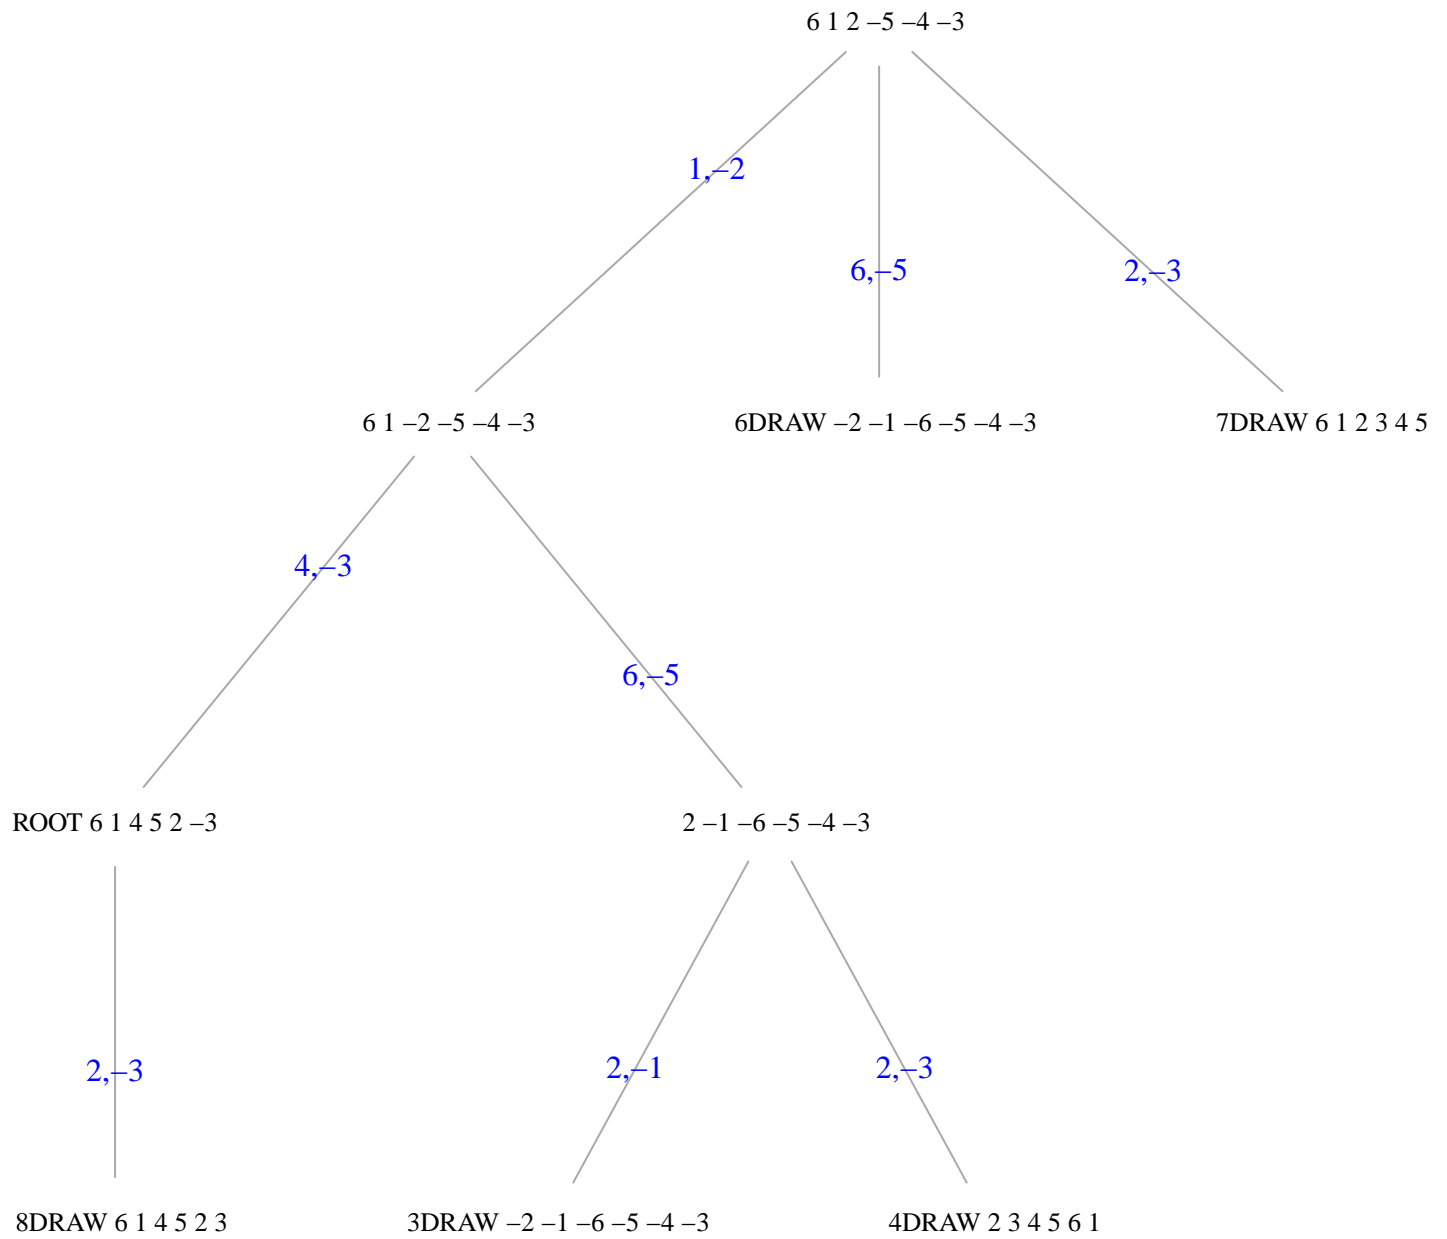 6 1 2 –5 –4 –3
1,–2
6,–5
2,–3
6 1 –2 –5 –4 –3
6DRAW –2 –1 –6 –5 –4 –3
7DRAW 6 1 2 3 4 5
4,–3
6,–5
ROOT 6 1 4 5 2 –3
2 –1 –6 –5 –4 –3
2,–3
2,–1
2,–3
8DRAW 6 1 4 5 2 3
3DRAW –2 –1 –6 –5 –4 –3
4DRAW 2 3 4 5 6 1